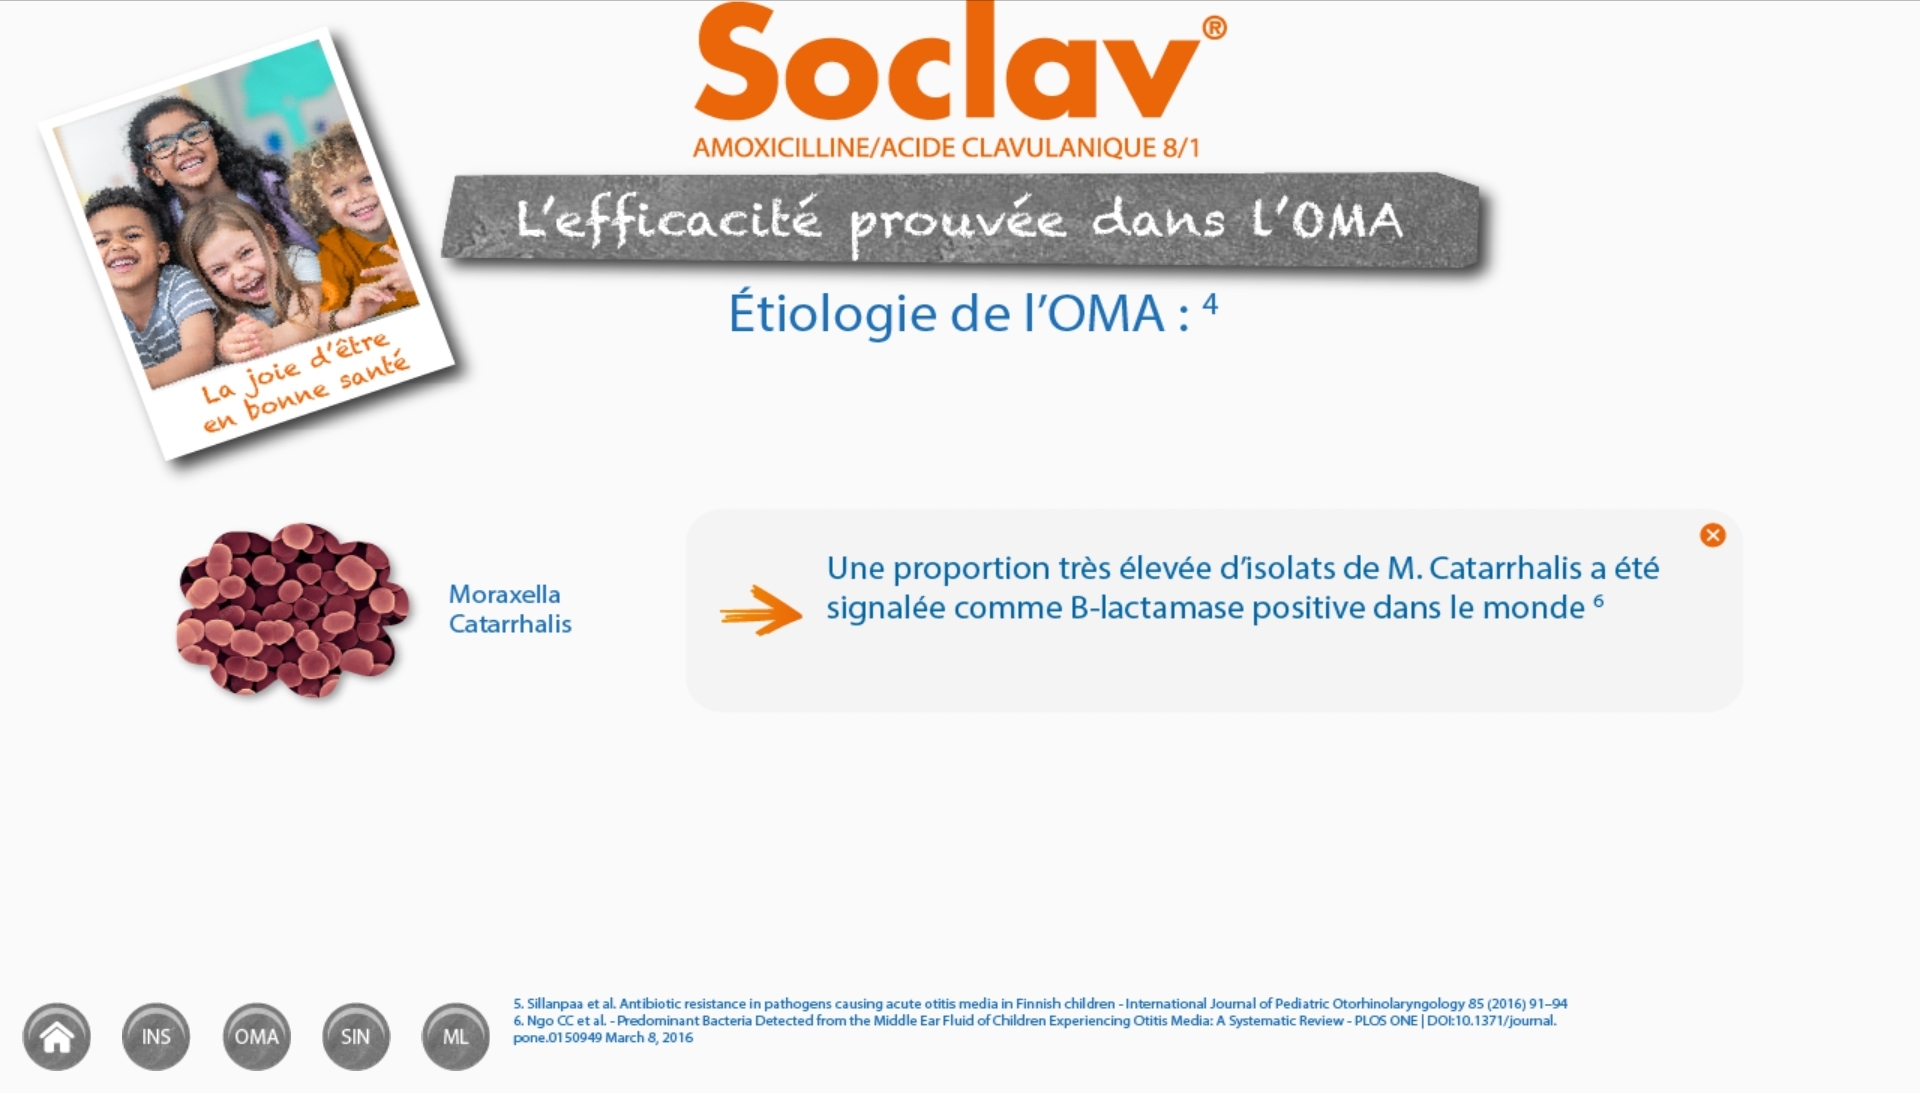 Soclav®
AMOXICILLINE/ACIDE CLAVULANIQUE 8/1
L'efficacité prouvée dans l'OMA
Étiologie de l'OMA : 4
La joie d'être
en bonne santé
Moraxella
Catarrhalis
Une proportion très élevée d'isolats de M. Catarrhalis a été
signalée comme B-lactamase positive dans le monde 6
5. Sillanpaa et al. Antibiotic resistance in pathogens causing acute otitis media in Finnish children - International Journal of Pediatric Otorhinolaryngology 85 (2016) 91–94
6. Ngo CC et al. - Predominant Bacteria Detected from the Middle Ear Fluid of Children Experiencing Otitis Media: A Systematic Review - PLOS ONE | DOI:10.1371/journal.
pone.0150949 March 8, 2016
INS
OMA
SIN
ML